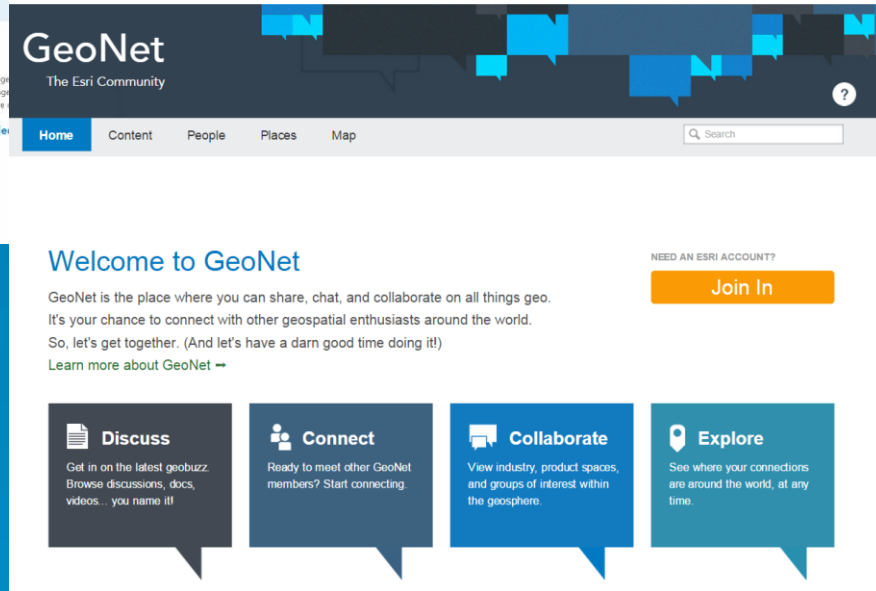 GeoNet
The Esri Community
?
Home Content People Places Map Search
Welcome to GeoNet
GeoNet is the place where you can share, chat, and collaborate on all things geo.
It's your chance to connect with other geospatial enthusiasts around the world.
So, let's get together. (And let's have a darn good time doing it!)
Learn more about GeoNet →
NEED AN ESRI ACCOUNT?
Join In
Discuss
Get in on the latest geobuzz.
Browse discussions, docs,
videos... you name it!
Connect
Ready to meet other GeoNet
members? Start connecting.
Collaborate
View industry, product spaces,
and groups of interest within
the geosphere.
Explore
See where your connections
are around the world, at any
time.